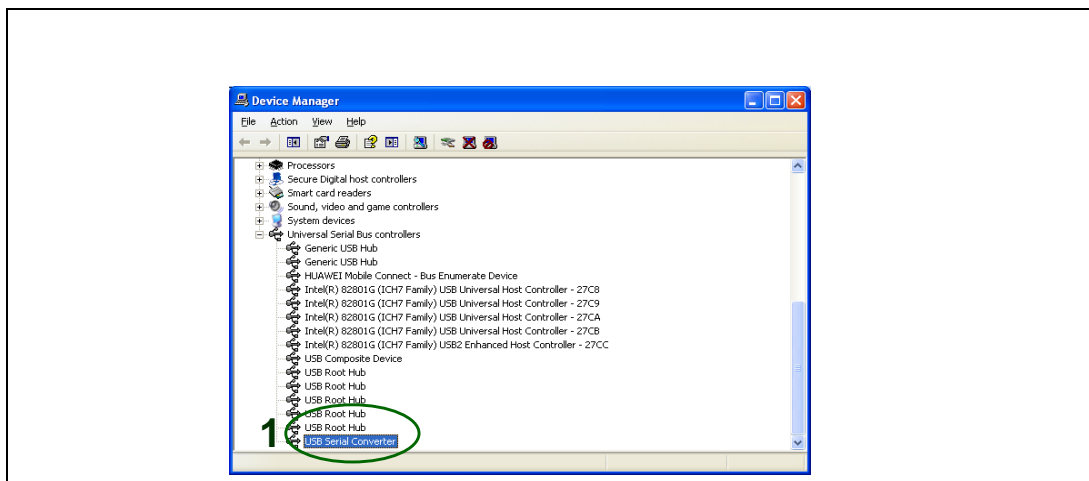 Device Manager
File Action View Help
Processors
Secure Digital host controllers
Smart card readers
Sound, video and game controllers
System devices
Universal Serial Bus controllers
Generic USB Hub
Generic USB Hub
HUAWEI Mobile Connect - Bus Enumerate Device
Intel(R) 82801G (ICH7 Family) USB Universal Host Controller - 27C8
Intel(R) 82801G (ICH7 Family) USB Universal Host Controller - 27C9
Intel(R) 82801G (ICH7 Family) USB Universal Host Controller - 27CA
Intel(R) 82801G (ICH7 Family) USB Universal Host Controller - 27CB
Intel(R) 82801G (ICH7 Family) USB2 Enhanced Host Controller - 27CC
USB Composite Device
USB Root Hub
USB Root Hub
USB Root Hub
USB Root Hub
USB Root Hub
1 USB Serial Converter